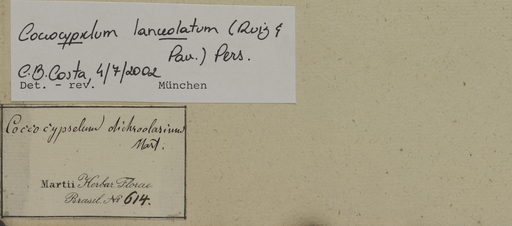 Coccocypselum lanceolatum (Ruiz &
Pav.) Pers.
C.B. Costa, 4/7/2002
Det. - rev. München
Coccocypselum dichroolasium
Mart.
Martii Herbar. Florae
Brasil. No 614.